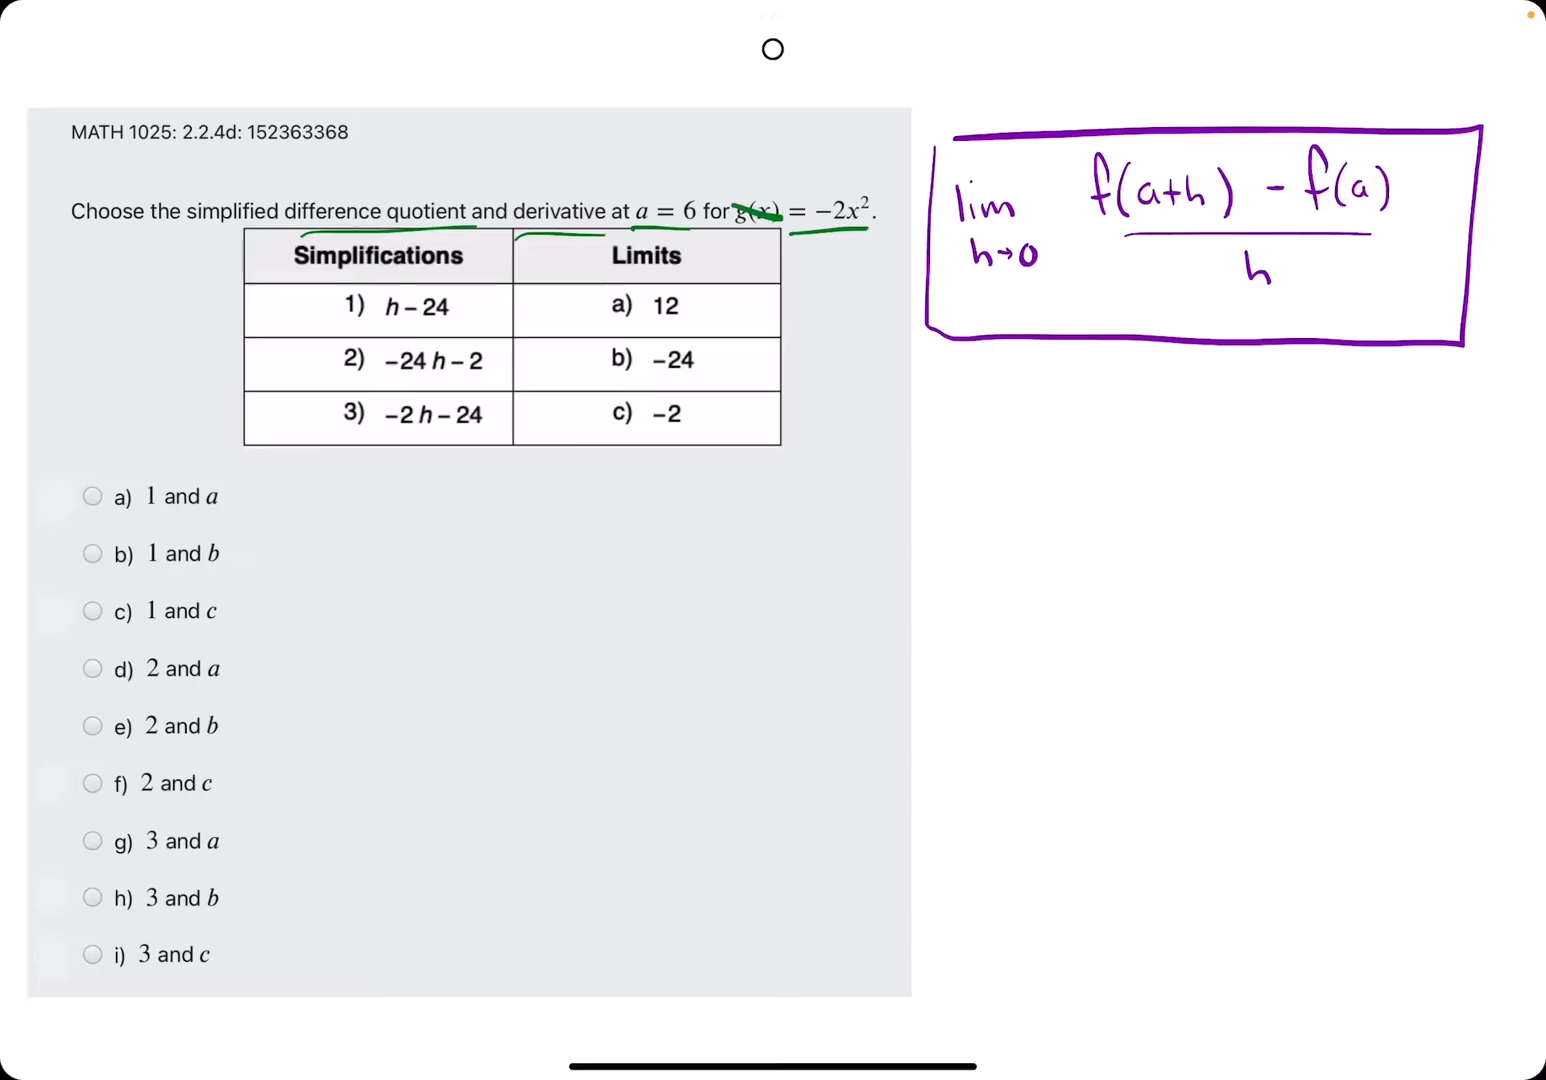 MATH 1025: 2.2.4d: 152363368
Choose the simplified difference quotient and derivative at a = 6 for g(x) = −2x².
Simplifications Limits
1) h − 24 a) 12
2) −24 h − 2 b) −24
3) −2 h − 24 c) −2
a) 1 and a
b) 1 and b
c) 1 and c
d) 2 and a
e) 2 and b
f) 2 and c
g) 3 and a
h) 3 and b
i) 3 and c
lim f(a+h) - f(a)
h→0 h